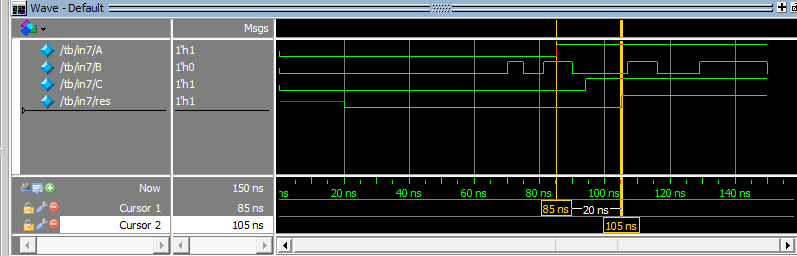 Wave - Default
Msgs
/tb/in7/A 1'h1
/tb/in7/B 1'h0
/tb/in7/C 1'h1
/tb/in7/res 1'h1
Now 150 ns ns 20 ns 40 ns 60 ns 80 ns 100 ns 120 ns 140 ns
Cursor 1 85 ns 85 ns 20 ns
Cursor 2 105 ns 105 ns